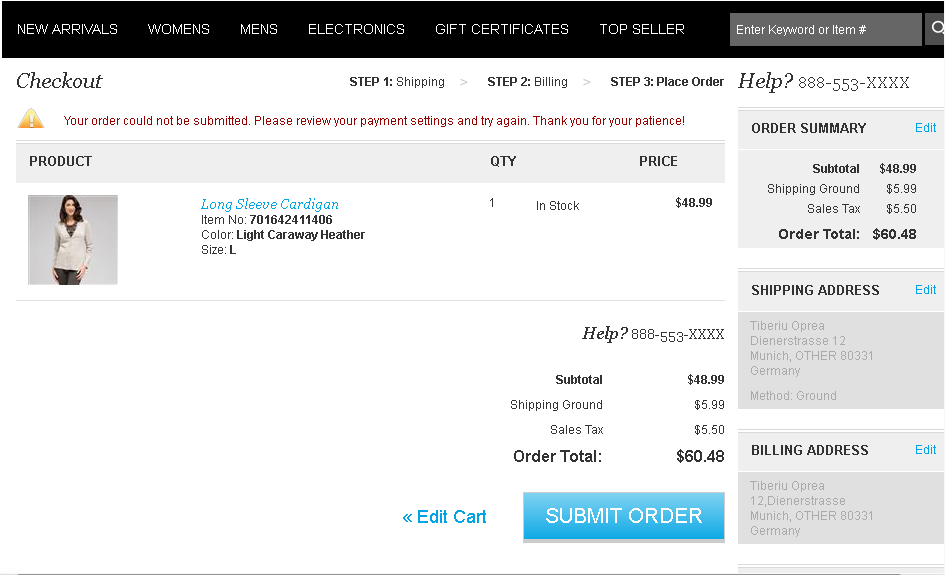 NEW ARRIVALS WOMENS MENS ELECTRONICS GIFT CERTIFICATES TOP SELLER Enter Keyword or Item #
Checkout STEP 1: Shipping > STEP 2: Billing > STEP 3: Place Order
Your order could not be submitted. Please review your payment settings and try again. Thank you for your patience!
PRODUCT QTY PRICE
Long Sleeve Cardigan 1 In Stock $48.99
Item No: 701642411406
Color: Light Caraway Heather
Size: L
Help? 888-553-XXXX
Subtotal $48.99
Shipping Ground $5.99
Sales Tax $5.50
Order Total: $60.48
« Edit Cart SUBMIT ORDER
Help? 888-553-XXXX
ORDER SUMMARY Edit
Subtotal $48.99
Shipping Ground $5.99
Sales Tax $5.50
Order Total: $60.48
SHIPPING ADDRESS Edit
Tiberiu Oprea
Dienerstrasse 12
Munich, OTHER 80331
Germany
Method: Ground
BILLING ADDRESS Edit
Tiberiu Oprea
12,Dienerstrasse
Munich, OTHER 80331
Germany